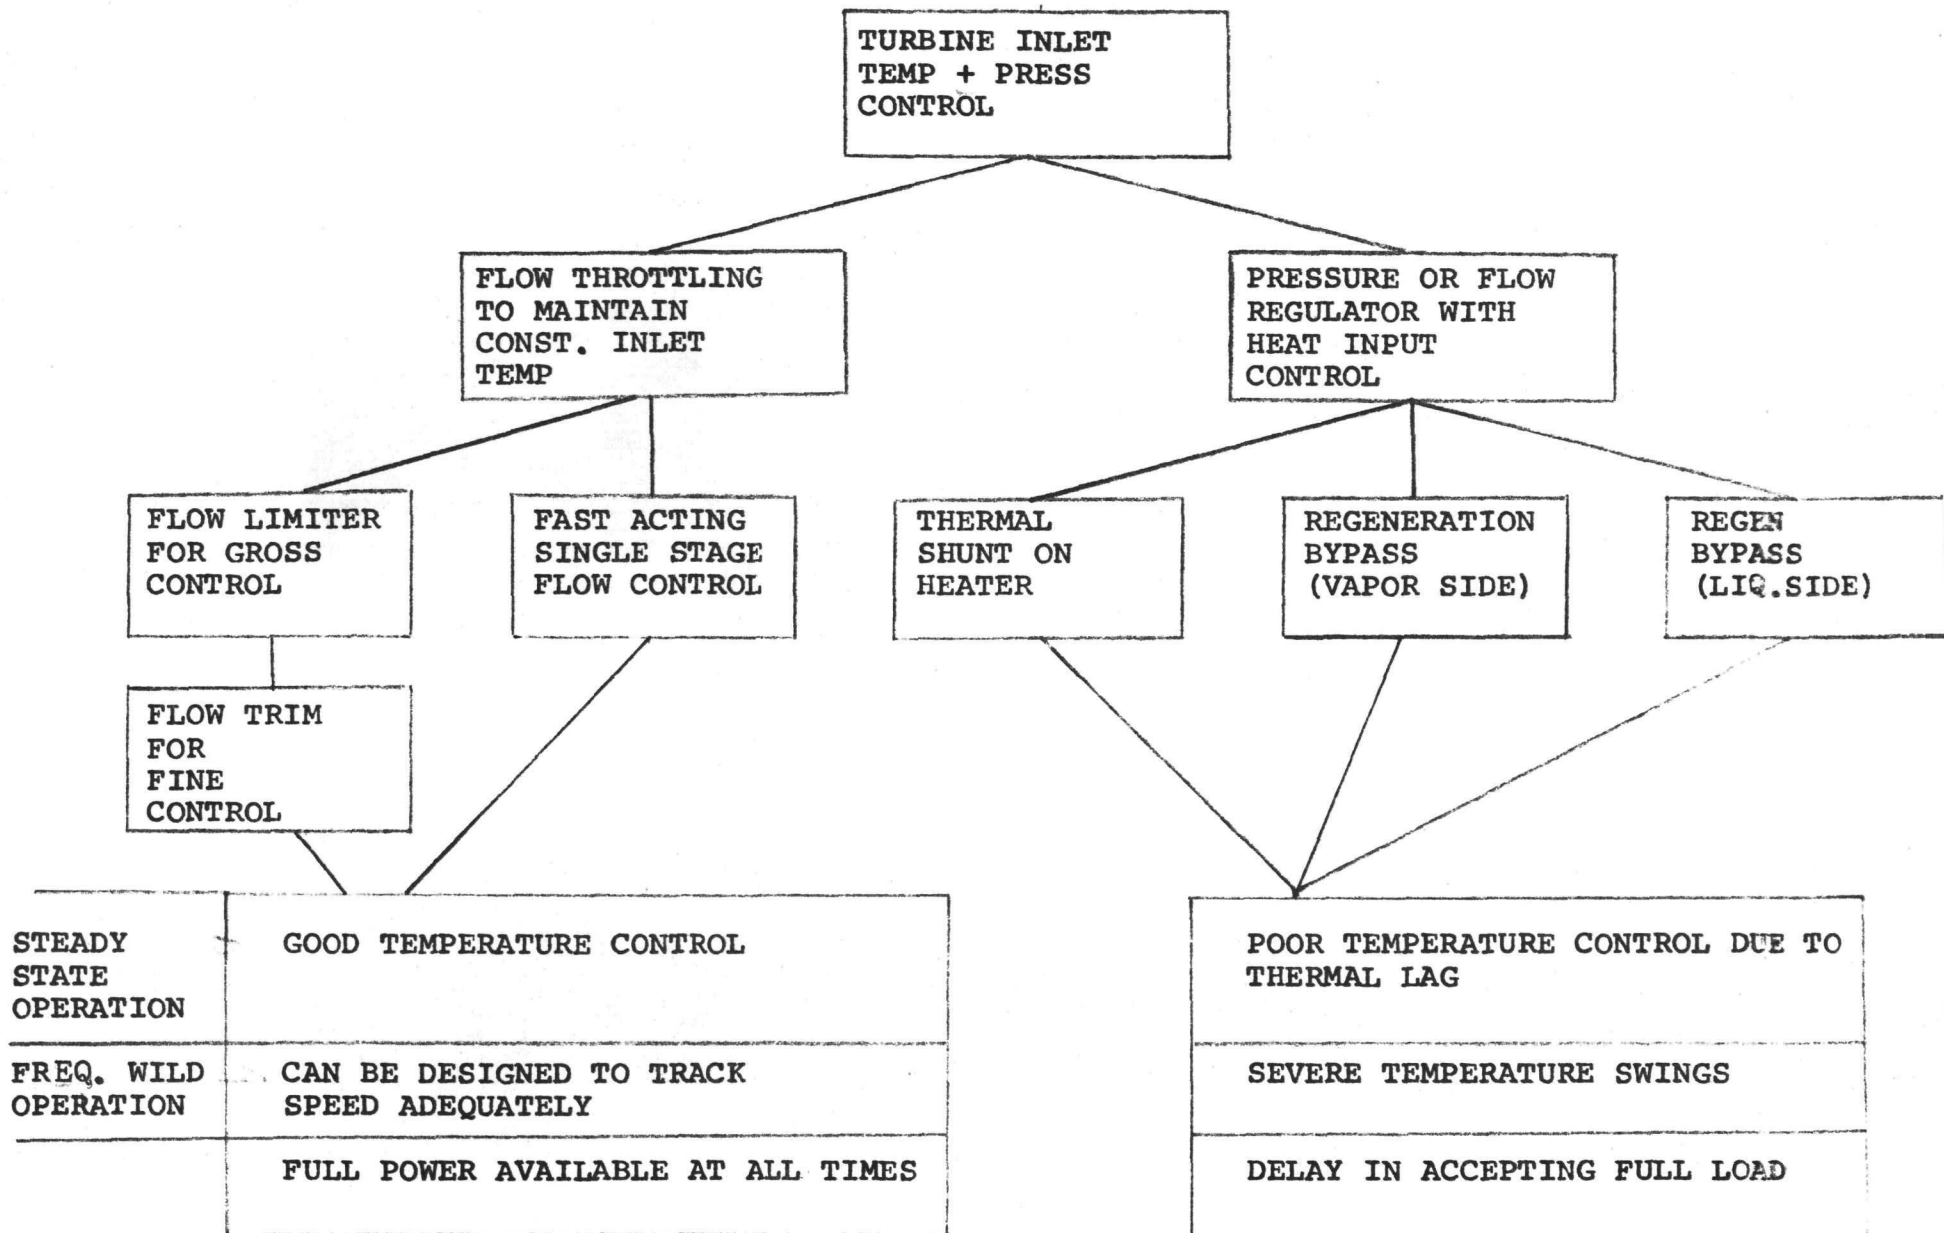 TURBINE INLET
TEMP + PRESS
CONTROL
FLOW THROTTLING
TO MAINTAIN
CONST. INLET
TEMP
PRESSURE OR FLOW
REGULATOR WITH
HEAT INPUT
CONTROL
FLOW LIMITER
FOR GROSS
CONTROL
FAST ACTING
SINGLE STAGE
FLOW CONTROL
THERMAL
SHUNT ON
HEATER
REGENERATION
BYPASS
(VAPOR SIDE)
REGEN
BYPASS
(LIQ.SIDE)
FLOW TRIM
FOR
FINE
CONTROL
STEADY
STATE
OPERATION
GOOD TEMPERATURE CONTROL
POOR TEMPERATURE CONTROL DUE TO
THERMAL LAG
FREQ. WILD
OPERATION
CAN BE DESIGNED TO TRACK
SPEED ADEQUATELY
SEVERE TEMPERATURE SWINGS
FULL POWER AVAILABLE AT ALL TIMES
DELAY IN ACCEPTING FULL LOAD